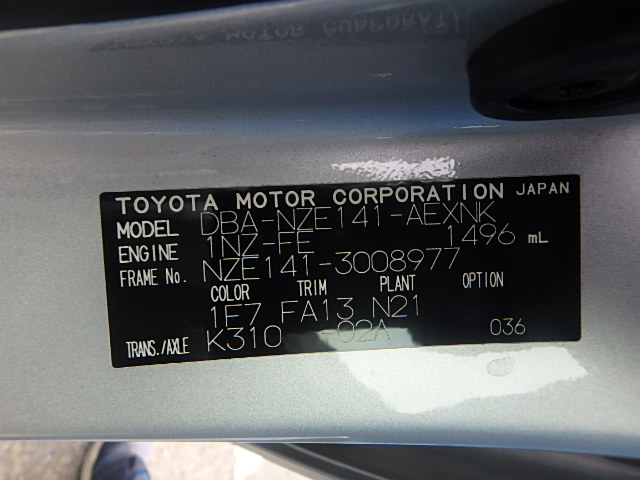 TOYOTA MOTOR CORPORATION JAPAN
MODEL DBA-NZE141-AEXNK
ENGINE 1NZ-FE 1496 mL
FRAME No. NZE141-3008977
COLOR TRIM PLANT OPTION
1E7 FA13 N21
TRANS./AXLE K310 -02A 036